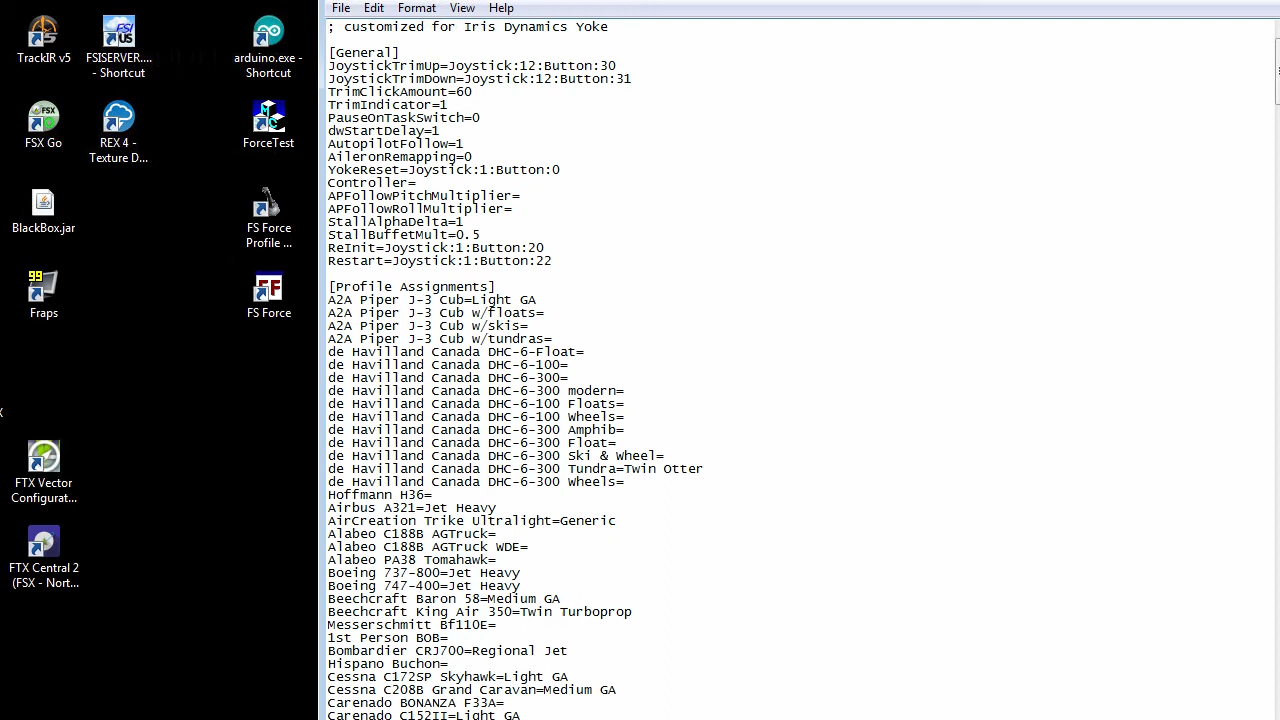 TrackIR v5
FSISERVER....
- Shortcut
arduino.exe -
Shortcut
FSX Go
REX 4 -
Texture D...
ForceTest
BlackBox.jar
FS Force
Profile ...
Fraps
FS Force
FTX Vector
Configurat...
FTX Central 2
(FSX - Nort...
File Edit Format View Help
; customized for Iris Dynamics Yoke
[General]
JoystickTrimUp=Joystick:12:Button:30
JoystickTrimDown=Joystick:12:Button:31
TrimClickAmount=60
TrimIndicator=1
PauseOnTaskSwitch=0
dwStartDelay=1
AutopilotFollow=1
AileronRemapping=0
YokeReset=Joystick:1:Button:0
Controller=
APFollowPitchMultiplier=
APFollowRollMultiplier=
StallAlphaDelta=1
StallBuffetMult=0.5
ReInit=Joystick:1:Button:20
Restart=Joystick:1:Button:22
[Profile Assignments]
A2A Piper J-3 Cub=Light GA
A2A Piper J-3 Cub w/floats=
A2A Piper J-3 Cub w/skis=
A2A Piper J-3 Cub w/tundras=
de Havilland Canada DHC-6-Float=
de Havilland Canada DHC-6-100=
de Havilland Canada DHC-6-300=
de Havilland Canada DHC-6-300 modern=
de Havilland Canada DHC-6-100 Floats=
de Havilland Canada DHC-6-100 Wheels=
de Havilland Canada DHC-6-300 Amphib=
de Havilland Canada DHC-6-300 Float=
de Havilland Canada DHC-6-300 Ski & Wheel=
de Havilland Canada DHC-6-300 Tundra=Twin Otter
de Havilland Canada DHC-6-300 Wheels=
Hoffmann H36=
Airbus A321=Jet Heavy
AirCreation Trike Ultralight=Generic
Alabeo C188B AGTruck=
Alabeo C188B AGTruck WDE=
Alabeo PA38 Tomahawk=
Boeing 737-800=Jet Heavy
Boeing 747-400=Jet Heavy
Beechcraft Baron 58=Medium GA
Beechcraft King Air 350=Twin Turboprop
Messerschmitt Bf110E=
1st Person BOB=
Bombardier CRJ700=Regional Jet
Hispano Buchon=
Cessna C172SP Skyhawk=Light GA
Cessna C208B Grand Caravan=Medium GA
Carenado BONANZA F33A=
Carenado C152II=Light GA